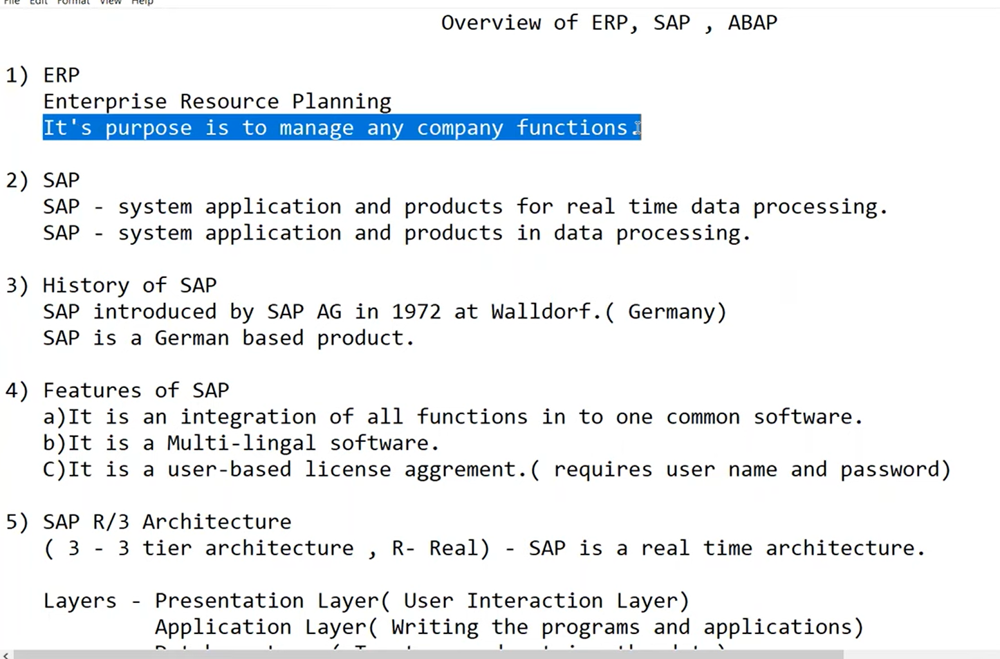 File Edit Format View Help
Overview of ERP, SAP , ABAP
1) ERP
Enterprise Resource Planning
It's purpose is to manage any company functions.
2) SAP
SAP - system application and products for real time data processing.
SAP - system application and products in data processing.
3) History of SAP
SAP introduced by SAP AG in 1972 at Walldorf.( Germany)
SAP is a German based product.
4) Features of SAP
a)It is an integration of all functions in to one common software.
b)It is a Multi-lingal software.
C)It is a user-based license aggrement.( requires user name and password)
5) SAP R/3 Architecture
( 3 - 3 tier architecture , R- Real) - SAP is a real time architecture.
Layers - Presentation Layer( User Interaction Layer)
Application Layer( Writing the programs and applications)